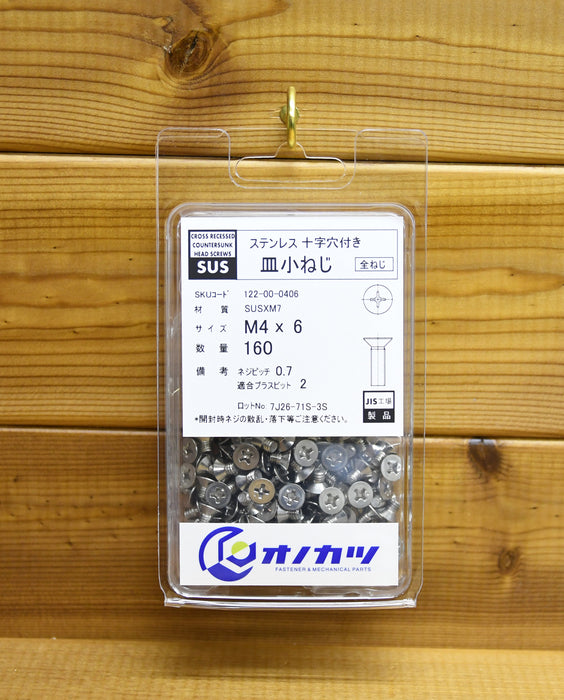 CROSS RECESSED
COUNTERSUNK
HEAD SCREWS
SUS
ステンレス 十字穴付き
皿小ねじ 全ねじ
SKUコード 122-00-0406
材質 SUSXM7
サイズ M4 x 6
数量 160
備考 ネジピッチ 0.7
適合プラスビット 2
ロットNo. 7J26-71S-3S
*開封時ネジの散乱・落下等ご注意ください。
JIS工場
製品
オノカツ
FASTENER & MECHANICAL PARTS